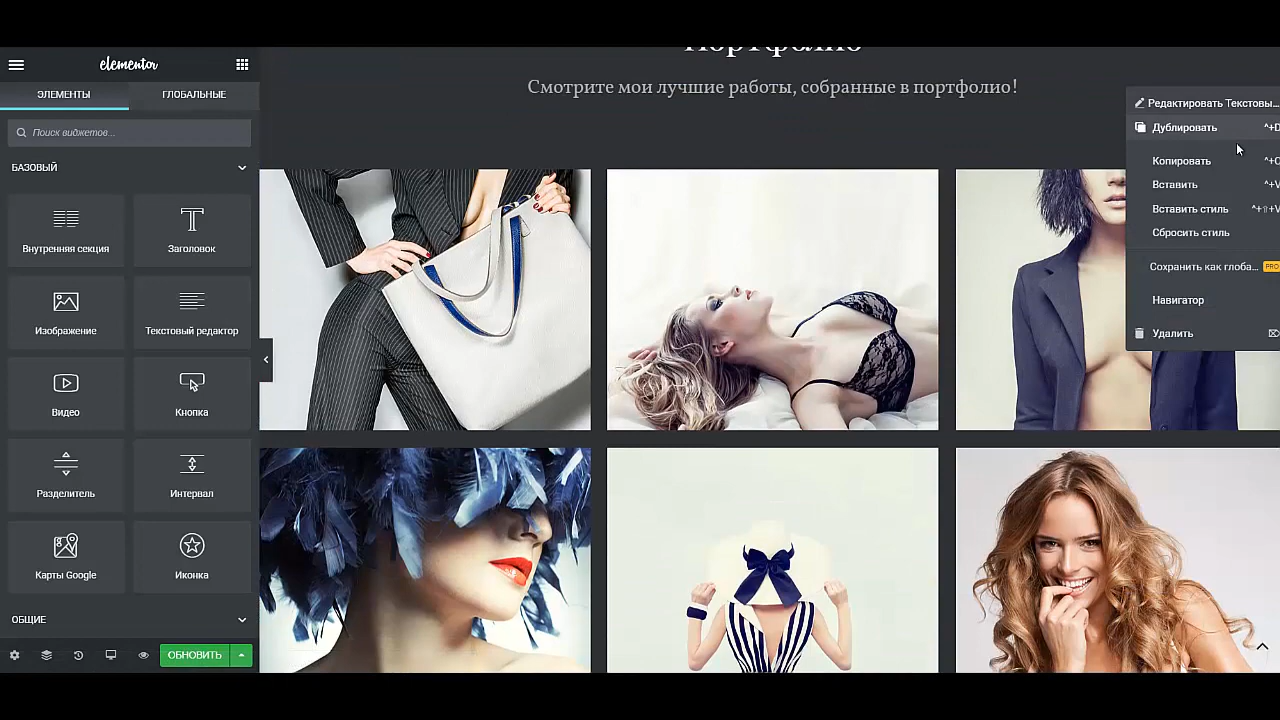 Портфолио
Смотрите мои лучшие работы, собранные в портфолио!
elementor
ЭЛЕМЕНТЫ
ГЛОБАЛЬНЫЕ
Поиск виджетов...
БАЗОВЫЙ
Внутренняя секция
Заголовок
Изображение
Текстовый редактор
Видео
Кнопка
Разделитель
Интервал
Карты Google
Иконка
ОБЩИЕ
ОБНОВИТЬ
Редактировать Текстовы...
Дублировать ^+D
Копировать ^+C
Вставить ^+V
Вставить стиль ^+⇧+V
Сбросить стиль
Сохранить как глоба... PRO
Навигатор
Удалить